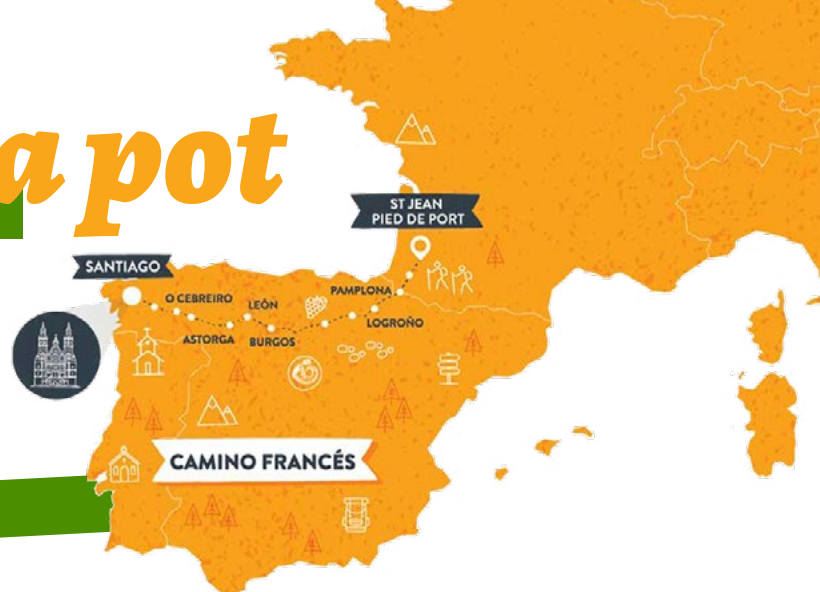 a pot
ST JEAN
PIED DE PORT
SANTIAGO
O CEBREIRO
LEÓN
PAMPLONA
ASTORGA
BURGOS
LOGROÑO
CAMINO FRANCÉS